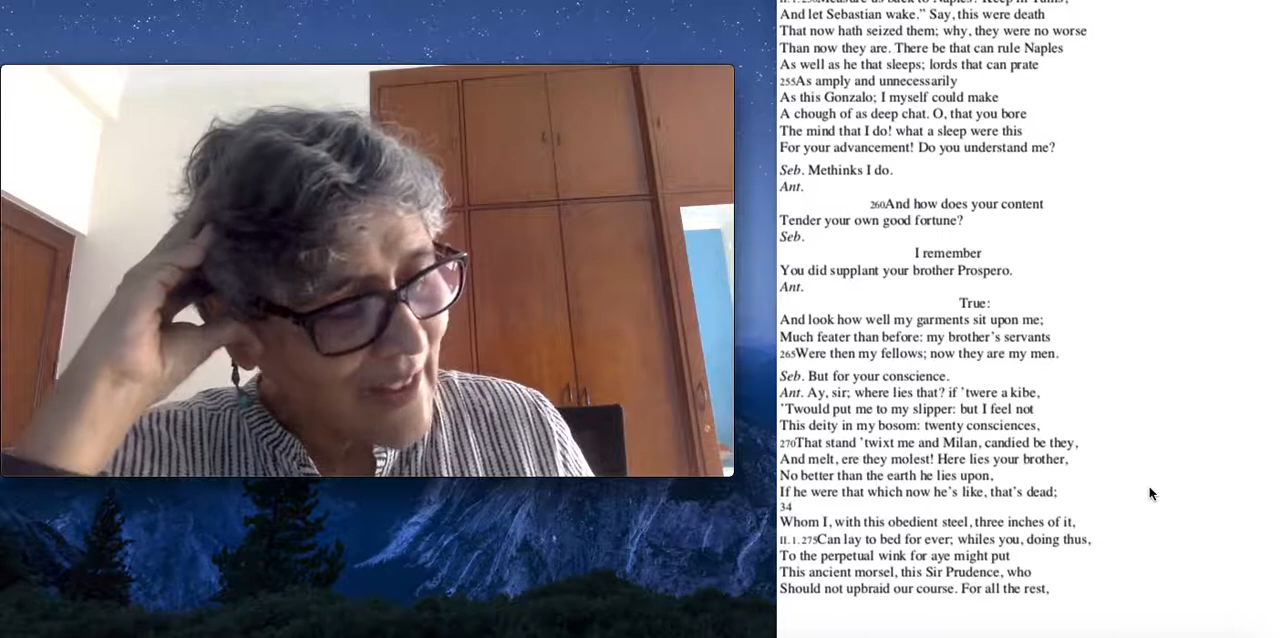 And let Sebastian wake.” Say, this were death
That now hath seized them; why, they were no worse
Than now they are. There be that can rule Naples
As well as he that sleeps; lords that can prate
255As amply and unnecessarily
As this Gonzalo; I myself could make
A chough of as deep chat. O, that you bore
The mind that I do! what a sleep were this
For your advancement! Do you understand me?
Seb. Methinks I do.
Ant.
260And how does your content
Tender your own good fortune?
Seb.
I remember
You did supplant your brother Prospero.
Ant.
True:
And look how well my garments sit upon me;
Much feater than before: my brother’s servants
265Were then my fellows; now they are my men.
Seb. But for your conscience.
Ant. Ay, sir; where lies that? if ’twere a kibe,
’Twould put me to my slipper: but I feel not
This deity in my bosom: twenty consciences,
270That stand ’twixt me and Milan, candied be they,
And melt, ere they molest! Here lies your brother,
No better than the earth he lies upon,
If he were that which now he’s like, that’s dead;
34
Whom I, with this obedient steel, three inches of it,
II. 1. 275Can lay to bed for ever; whiles you, doing thus,
To the perpetual wink for aye might put
This ancient morsel, this Sir Prudence, who
Should not upbraid our course. For all the rest,